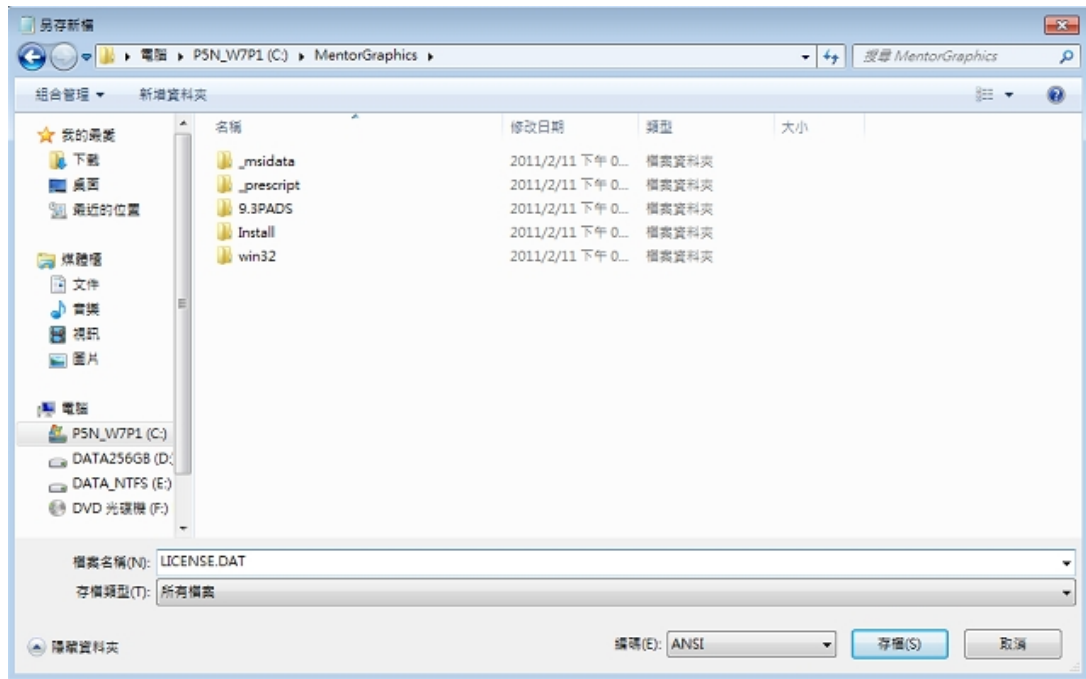 另存新檔
電腦 P5N_W7P1 (C:) MentorGraphics
搜尋 MentorGraphics
組合管理 新增資料夾
名稱 修改日期 類型 大小
我的最愛
下載
桌面
最近的位置
媒體櫃
文件
音樂
視訊
圖片
電腦
P5N_W7P1 (C:)
DATA256GB (D:
DATA_NTFS (E:)
DVD 光碟機 (F:)
_msidata 2011/2/11 下午 0... 檔案資料夾
_prescript 2011/2/11 下午 0... 檔案資料夾
9.3PADS 2011/2/11 下午 0... 檔案資料夾
Install 2011/2/11 下午 0... 檔案資料夾
win32 2011/2/11 下午 0... 檔案資料夾
檔案名稱(N): LICENSE.DAT
存檔類型(T): 所有檔案
隱藏資料夾
編碼(E): ANSI 存檔(S) 取消